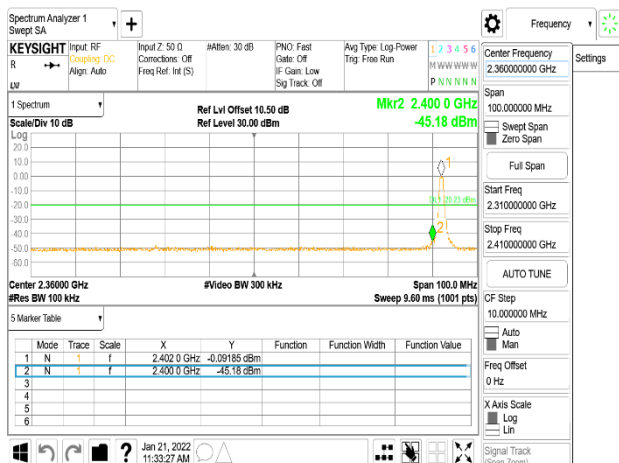 Spectrum Analyzer 1
Swept SA
Frequency
KEYSIGHT
R
Input: RF
Coupling: DC
Align: Auto
Input Z: 50 Ω
Corrections: Off
Freq Ref: Int (S)
#Atten: 30 dB
PNO: Fast
Gate: Off
IF Gain: Low
Sig Track: Off
Avg Type: Log-Power
Trig: Free Run
1 2 3 4 5 6
M W W W W W
P N N N N N
1 Spectrum
Scale/Div 10 dB
Ref Lvl Offset 10.50 dB
Ref Level 30.00 dBm
Mkr2 2.400 0 GHz
-45.18 dBm
Log
20.0
10.0
0.00
-10.0
-20.0
-30.0
-40.0
-50.0
-60.0
1
DL1 -20.23 dBm
2
Center 2.36000 GHz
#Res BW 100 kHz
#Video BW 300 kHz
Span 100.0 MHz
Sweep 9.60 ms (1001 pts)
5 Marker Table
Mode Trace Scale X Y Function Function Width Function Value
1 N 1 f 2.402 0 GHz -0.09185 dBm
2 N 1 f 2.400 0 GHz -45.18 dBm
3
4
5
6
?
Jan 21, 2022
11:33:27 AM
Center Frequency
2.360000000 GHz
Settings
Span
100.000000 MHz
Swept Span
Zero Span
Full Span
Start Freq
2.310000000 GHz
Stop Freq
2.410000000 GHz
AUTO TUNE
CF Step
10.000000 MHz
Auto
Man
Freq Offset
0 Hz
X Axis Scale
Log
Lin
Signal Track
(Span Zoom)